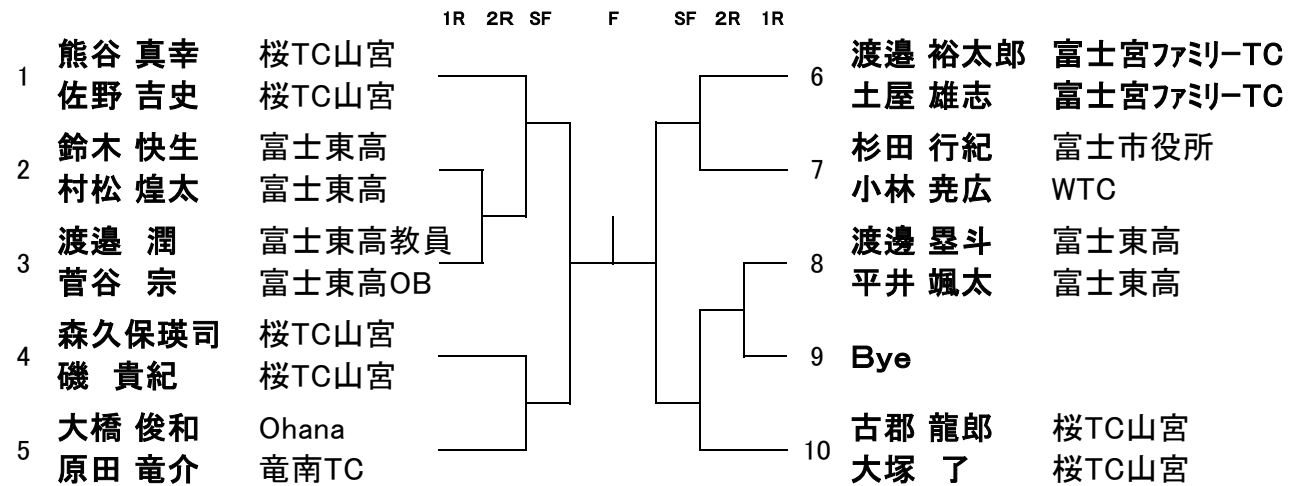 1R 2R SF F SF 2R 1R
1 熊谷 真幸 桜TC山宮
佐野 吉史 桜TC山宮
2 鈴木 快生 富士東高
村松 煌太 富士東高
3 渡邉 潤 富士東高教員
菅谷 宗 富士東高OB
4 森久保瑛司 桜TC山宮
磯 貴紀 桜TC山宮
5 大橋 俊和 Ohana
原田 竜介 竜南TC
6 渡邉 裕太郎 富士宮ファミリーTC
土屋 雄志 富士宮ファミリーTC
7 杉田 行紀 富士市役所
小林 尭広 WTC
8 渡邊 塁斗 富士東高
平井 颯太 富士東高
9 Bye
10 古郡 龍郎 桜TC山宮
大塚 了 桜TC山宮